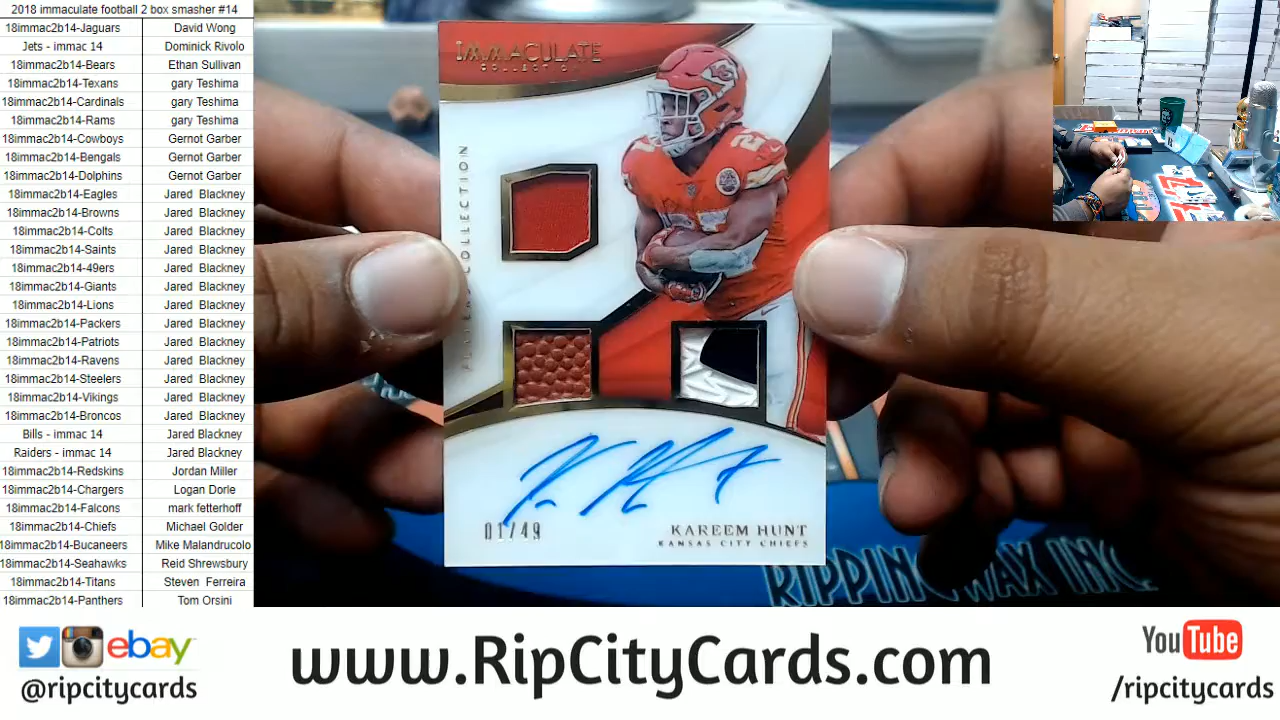 2018 immaculate football 2 box smasher #14
18immac2b14-Jaguars David Wong
Jets - immac 14 Dominick Rivolo
18immac2b14-Bears Ethan Sullivan
18immac2b14-Texans gary Teshima
18immac2b14-Cardinals gary Teshima
18immac2b14-Rams gary Teshima
18immac2b14-Cowboys Gernot Garber
18immac2b14-Bengals Gernot Garber
18immac2b14-Dolphins Gernot Garber
18immac2b14-Eagles Jared Blackney
18immac2b14-Browns Jared Blackney
18immac2b14-Colts Jared Blackney
18immac2b14-Saints Jared Blackney
18immac2b14-49ers Jared Blackney
18immac2b14-Giants Jared Blackney
18immac2b14-Lions Jared Blackney
18immac2b14-Packers Jared Blackney
18immac2b14-Patriots Jared Blackney
18immac2b14-Ravens Jared Blackney
18immac2b14-Steelers Jared Blackney
18immac2b14-Vikings Jared Blackney
18immac2b14-Broncos Jared Blackney
Bills - immac 14 Jared Blackney
Raiders - immac 14 Jared Blackney
18immac2b14-Redskins Jordan Miller
18immac2b14-Chargers Logan Dorle
18immac2b14-Falcons mark fetterhoff
18immac2b14-Chiefs Michael Golder
18immac2b14-Bucaneers Mike Malandrucolo
18immac2b14-Seahawks Reid Shrewsbury
18immac2b14-Titans Steven Ferreira
18immac2b14-Panthers Tom Orsini
IMMACULATE
COLLECTION
COLLECTION
KC
27
01/49
KAREEM HUNT
KANSAS CITY CHIEFS
RIPPINGWAX INC.
ebay
@ripcitycards
www.RipCityCards.com
YouTube
/ripcitycards